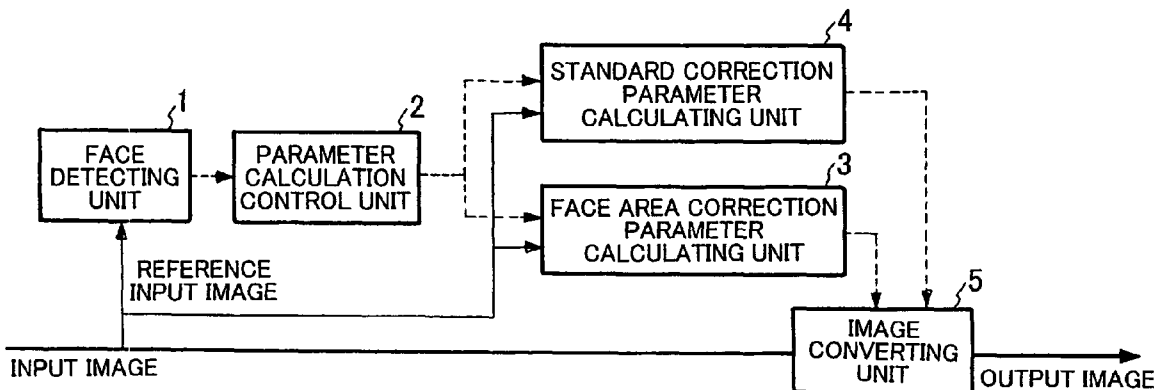 4
STANDARD CORRECTION
PARAMETER
CALCULATING UNIT
1
FACE
DETECTING
UNIT
2
PARAMETER
CALCULATION
CONTROL UNIT
3
FACE AREA CORRECTION
PARAMETER
CALCULATING UNIT
REFERENCE
INPUT IMAGE
5
IMAGE
CONVERTING
UNIT
INPUT IMAGE
OUTPUT IMAGE